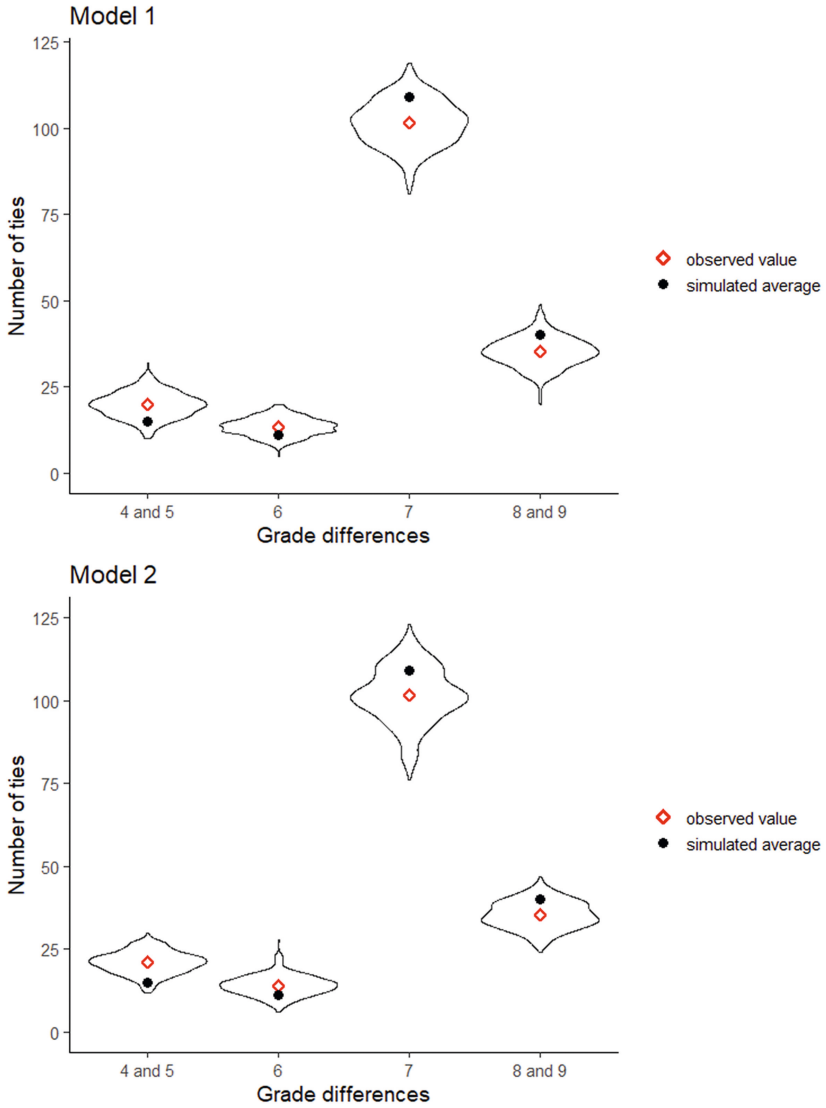 Model 1
125
100
75
50
25
0
Number of ties
4 and 5
6
7
8 and 9
Grade differences
observed value
simulated average
Model 2
125
100
75
50
25
0
Number of ties
4 and 5
6
7
8 and 9
Grade differences
observed value
simulated average